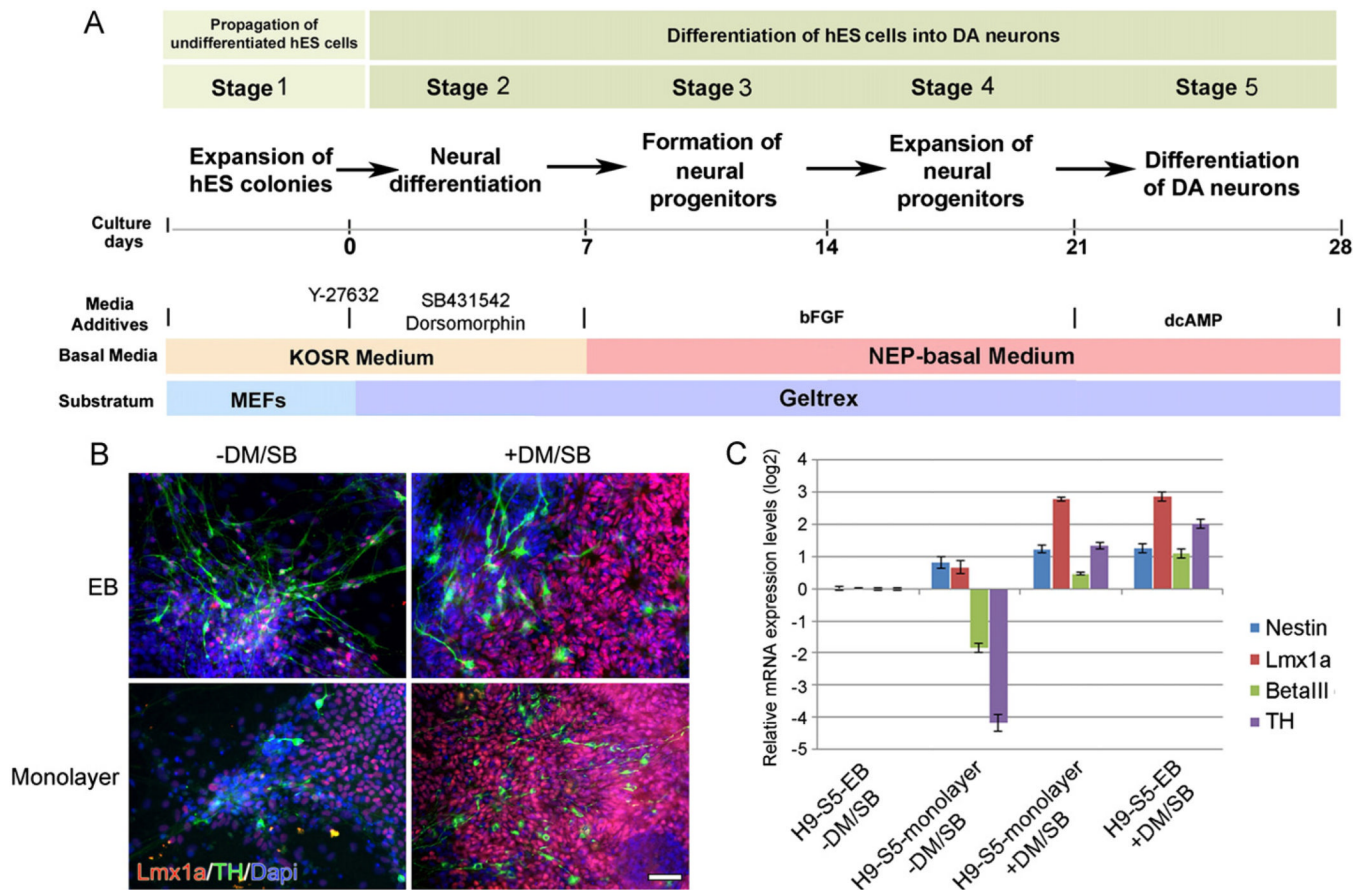 A
Propagation of
undifferentiated hES cells
Differentiation of hES cells into DA neurons
Stage 1
Stage 2
Stage 3
Stage 4
Stage 5
Expansion of
hES colonies
Neural
differentiation
Formation of
neural
progenitors
Expansion of
neural
progenitors
Differentiation
of DA neurons
Culture
days
0
7
14
21
28
Media
Additives
Y-27632
SB431542
Dorsomorphin
bFGF
dcAMP
Basal Media
KOSR Medium
NEP-basal Medium
Substratum
MEFs
Geltrex
B
-DM/SB
+DM/SB
EB
Monolayer
Lmx1a/TH/Dapi
C
Relative mRNA expression levels (log2)
4
3
2
1
0
-1
-2
-3
-4
-5
H9-S5-EB
-DM/SB
H9-S5-monolayer
-DM/SB
H9-S5-monolayer
+DM/SB
H9-S5-EB
+DM/SB
Nestin
Lmx1a
BetaIII
TH